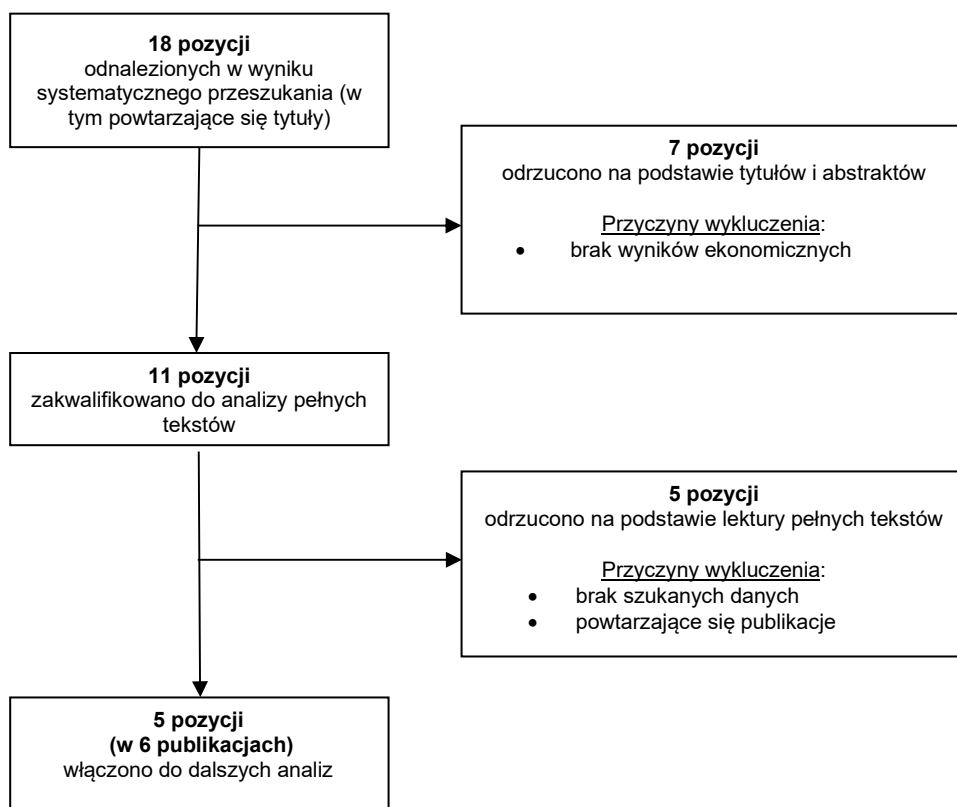 18 pozycji
odnalezionych w wyniku
systematycznego przeszukania (w
tym powtarzające się tytuły)
7 pozycji
odrzucono na podstawie tytułów i abstraktów
Przyczyny wykluczenia:
• brak wyników ekonomicznych
11 pozycji
zakwalifikowano do analizy pełnych
tekstów
5 pozycji
odrzucono na podstawie lektury pełnych tekstów
Przyczyny wykluczenia:
• brak szukanych danych
• powtarzające się publikacje
5 pozycji
(w 6 publikacjach)
włączono do dalszych analiz